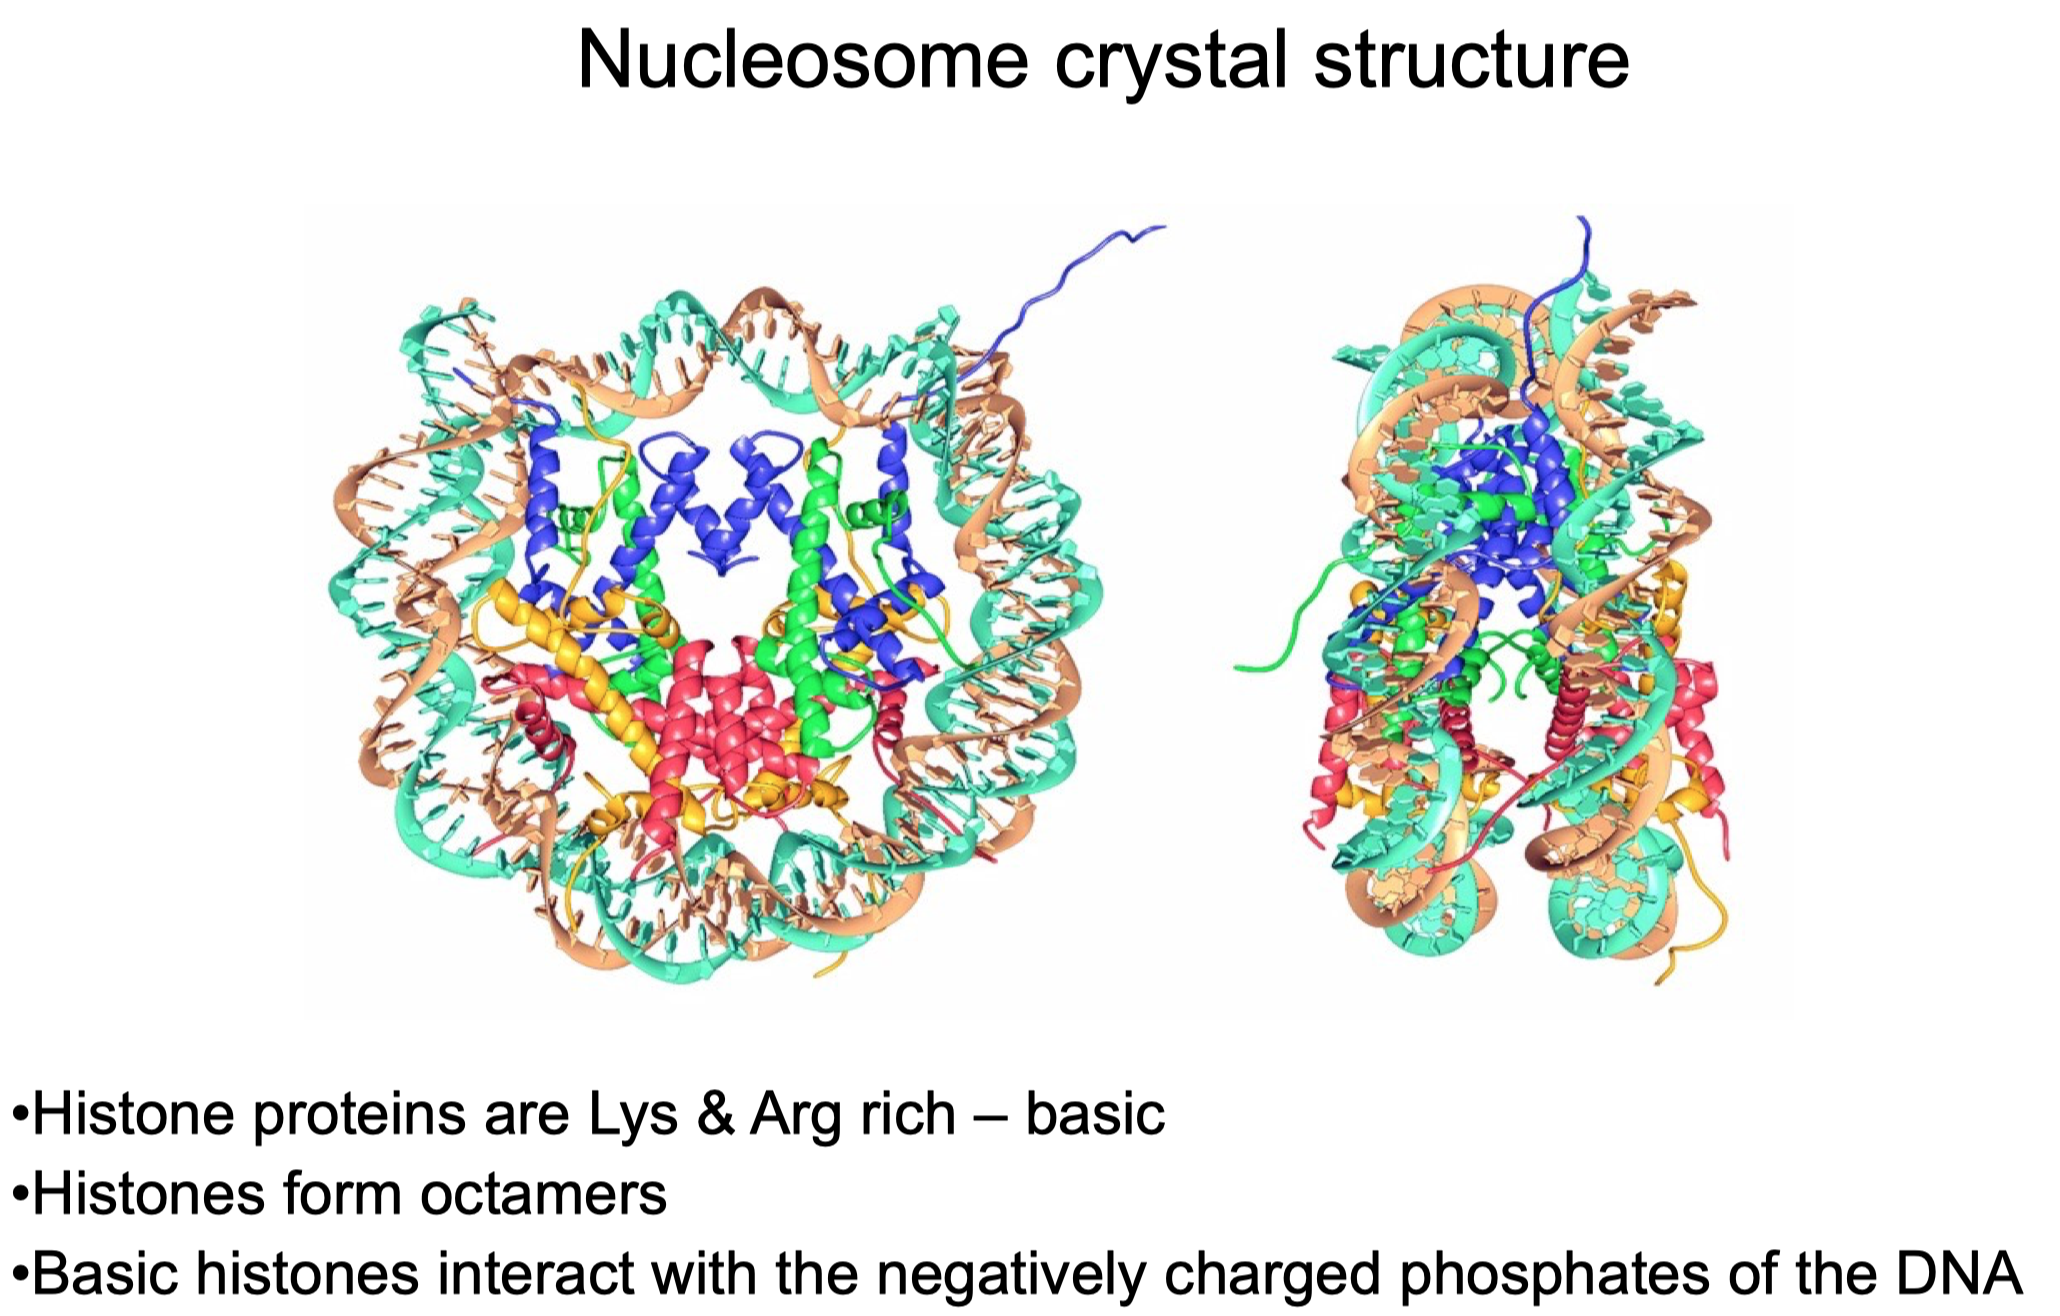 Nucleosome crystal structure
•Histone proteins are Lys & Arg rich – basic
•Histones form octamers
•Basic histones interact with the negatively charged phosphates of the DNA